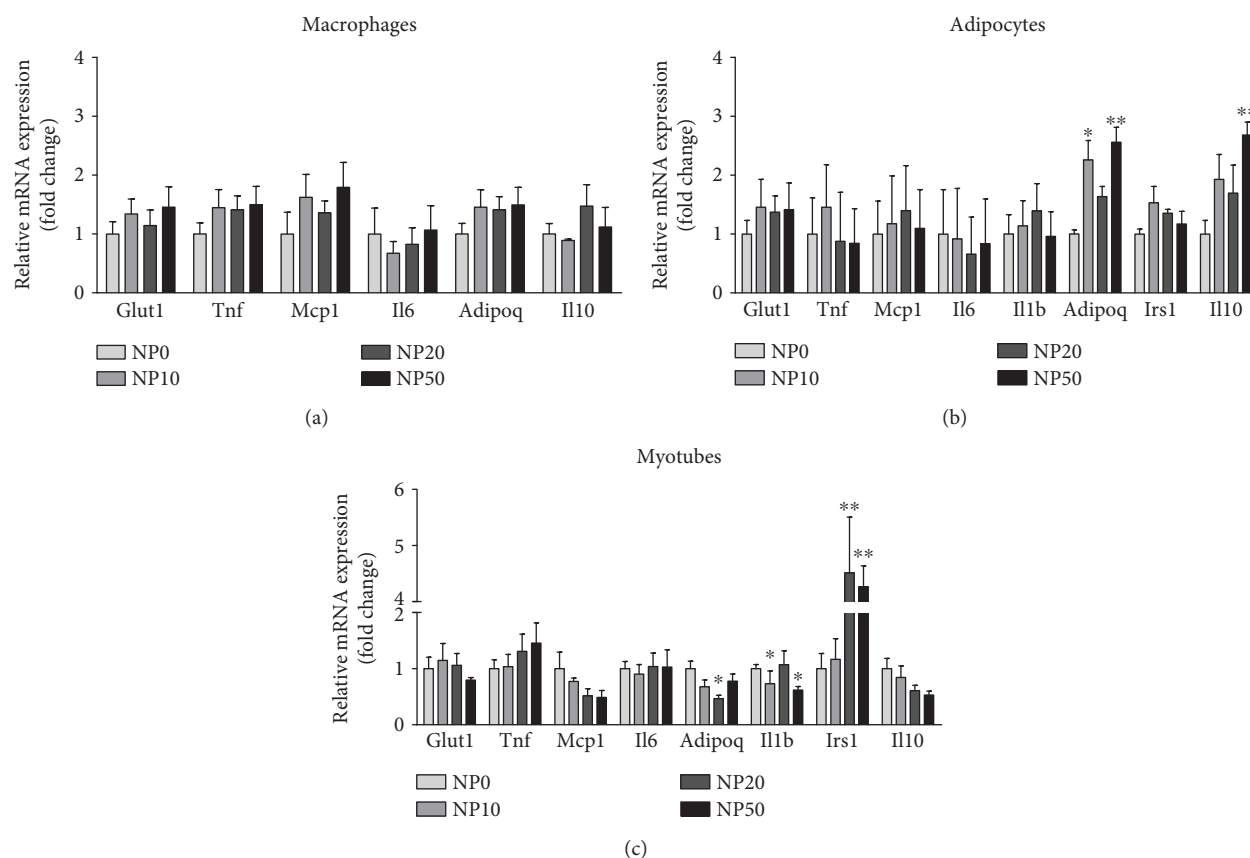 Macrophages
Relative mRNA expression
(fold change)
4
3
2
1
0
Glut1 Tnf Mcp1 Il6 Adipoq Il10
NP0 NP20
NP10 NP50
(a)
Adipocytes
Relative mRNA expression
(fold change)
4
3
2
1
0
* ** **
Glut1 Tnf Mcp1 Il6 Il1b Adipoq Irs1 Il10
NP0 NP20
NP10 NP50
(b)
Myotubes
Relative mRNA expression
(fold change)
6
5
4
2
1
0
* * * ** **
Glut1 Tnf Mcp1 Il6 Adipoq Il1b Irs1 Il10
NP0 NP20
NP10 NP50
(c)